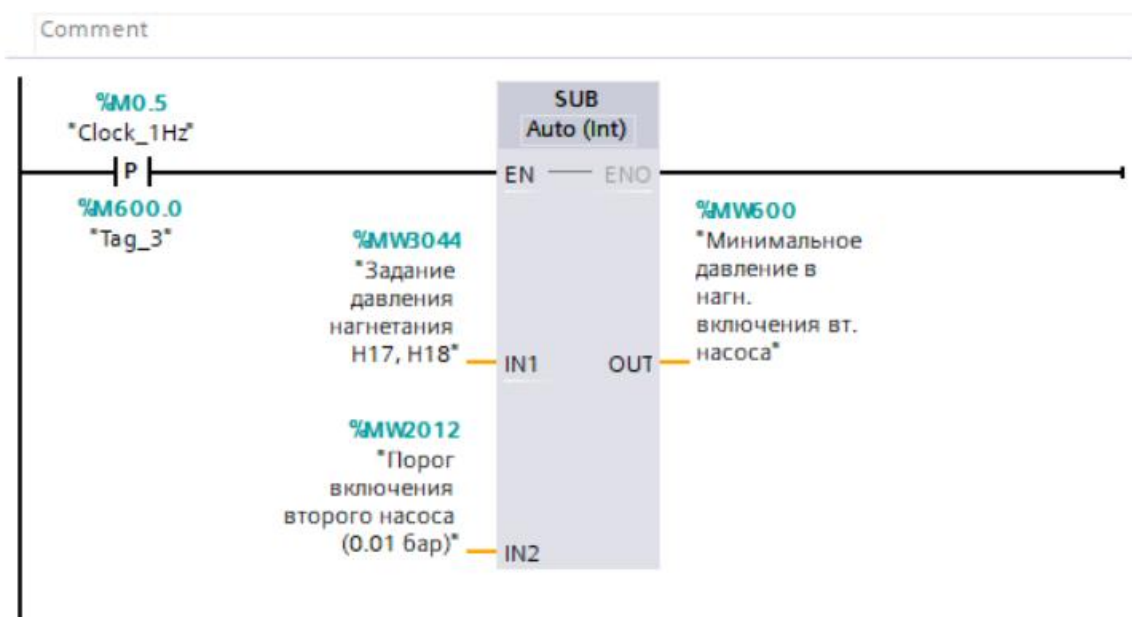 Comment
%M0.5
"Clock_1Hz"
P
%M600.0
"Tag_3"
SUB
Auto (Int)
EN
ENO
%MW3044
"Задание
давления
нагнетания
H17, H18"
IN1
%MW2012
"Порог
включения
второго насоса
(0.01 бар)"
IN2
%MW600
"Минимальное
давление в
нагн.
включения вт.
насоса"
OUT